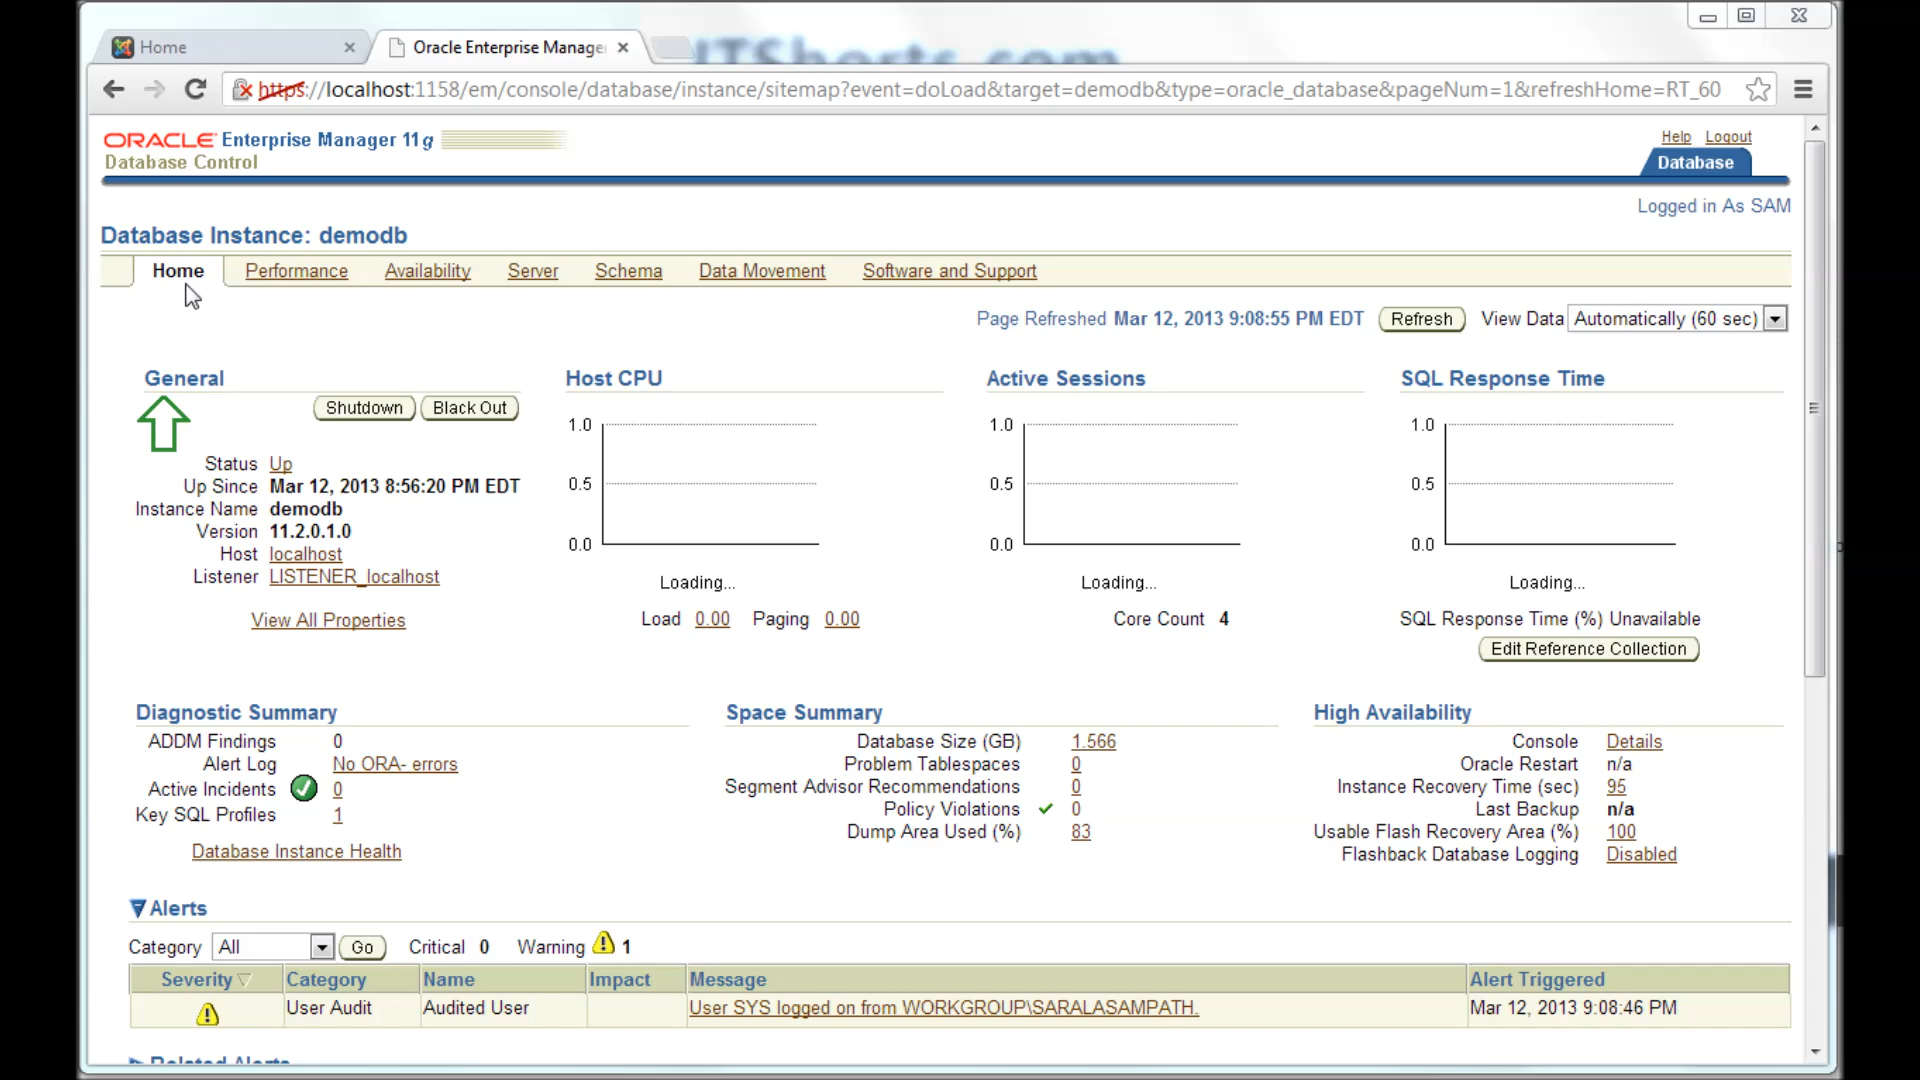 ITShorts.com
Home
Oracle Enterprise Manage
https://localhost:1158/em/console/database/instance/sitemap?event=doLoad&target=demodb&type=oracle_database&pageNum=1&refreshHome=RT_60
ORACLE Enterprise Manager 11g
Database Control
Help Logout
Database
Logged in As SAM
Database Instance: demodb
Home Performance Availability Server Schema Data Movement Software and Support
Page Refreshed Mar 12, 2013 9:08:55 PM EDT Refresh View Data Automatically (60 sec)
General
Shutdown Black Out
Status Up
Up Since Mar 12, 2013 8:56:20 PM EDT
Instance Name demodb
Version 11.2.0.1.0
Host localhost
Listener LISTENER_localhost
View All Properties
Host CPU
1.0
0.5
0.0
Loading...
Load 0.00 Paging 0.00
Active Sessions
1.0
0.5
0.0
Loading...
Core Count 4
SQL Response Time
1.0
0.5
0.0
Loading...
SQL Response Time (%) Unavailable
Edit Reference Collection
Diagnostic Summary
ADDM Findings 0
Alert Log No ORA- errors
Active Incidents 0
Key SQL Profiles 1
Database Instance Health
Space Summary
Database Size (GB) 1.566
Problem Tablespaces 0
Segment Advisor Recommendations 0
Policy Violations 0
Dump Area Used (%) 83
High Availability
Console Details
Oracle Restart n/a
Instance Recovery Time (sec) 95
Last Backup n/a
Usable Flash Recovery Area (%) 100
Flashback Database Logging Disabled
Alerts
Category All Go Critical 0 Warning 1
Severity Category Name Impact Message Alert Triggered
User Audit Audited User User SYS logged on from WORKGROUP\SARALASAMPATH. Mar 12, 2013 9:08:46 PM
Related Alerts